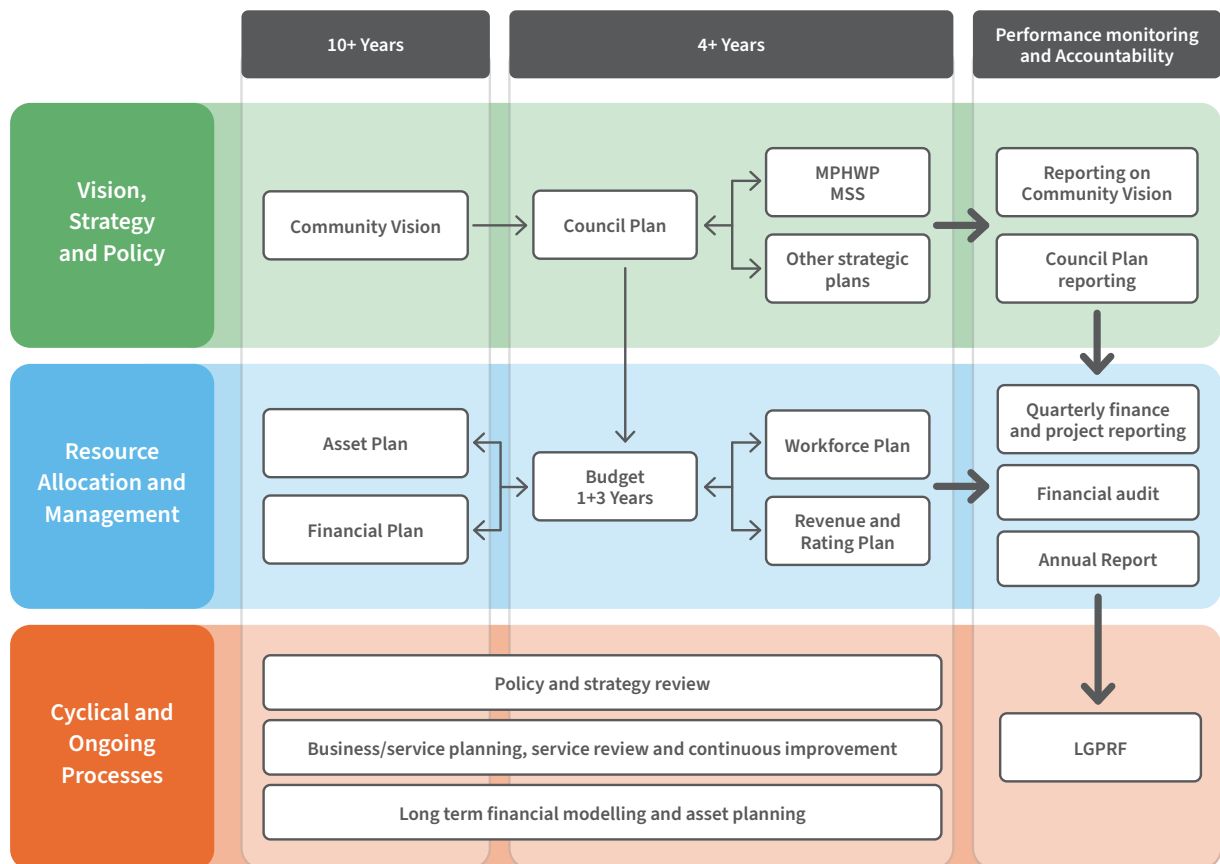 10+ Years
4+ Years
Performance monitoring
and Accountability
Vision,
Strategy
and Policy
Community Vision
Council Plan
MPHWP
MSS
Other strategic
plans
Reporting on
Community Vision
Council Plan
reporting
Resource
Allocation and
Management
Asset Plan
Financial Plan
Budget
1+3 Years
Workforce Plan
Revenue and
Rating Plan
Quarterly finance
and project reporting
Financial audit
Annual Report
Cyclical and
Ongoing
Processes
Policy and strategy review
Business/service planning, service review and continuous improvement
Long term financial modelling and asset planning
LGPRF